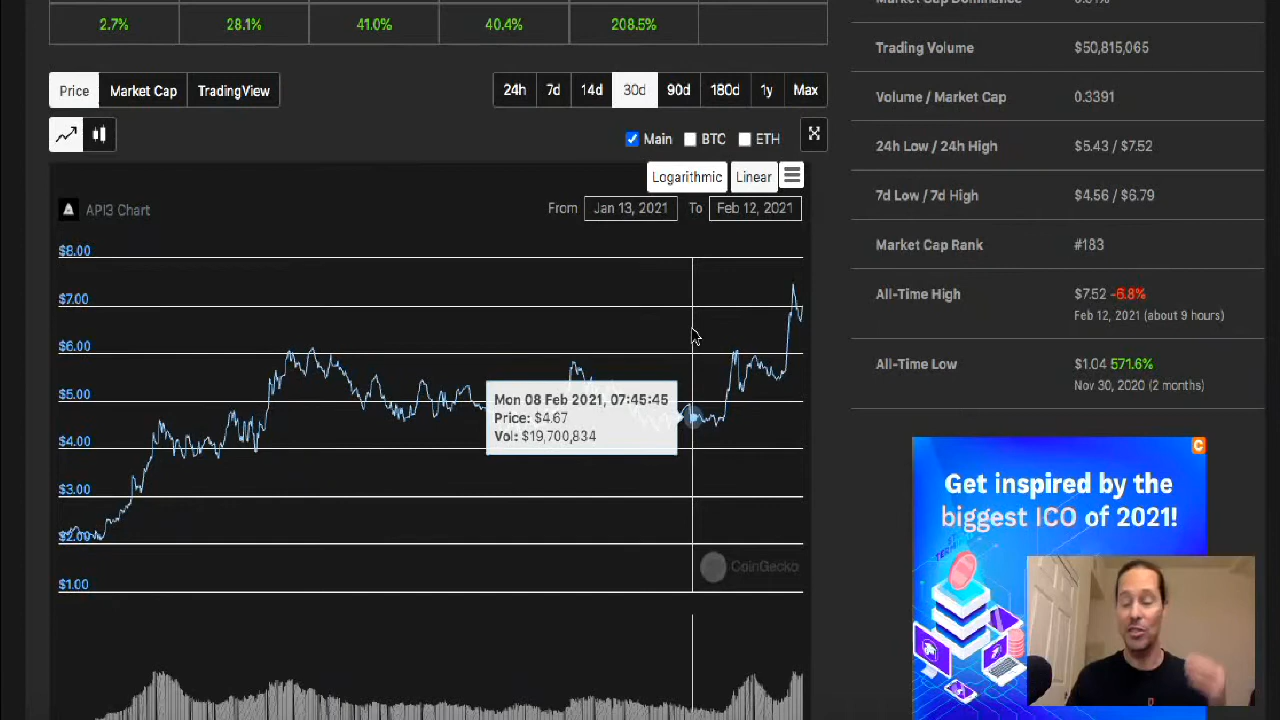 2.7% 28.1% 41.0% 40.4% 208.5%
Price Market Cap TradingView
24h 7d 14d 30d 90d 180d 1y Max
Main BTC ETH
Logarithmic Linear
API3 Chart
From Jan 13, 2021 To Feb 12, 2021
$8.00
$7.00
$6.00
$5.00
$4.00
$3.00
$2.00
$1.00
Mon 08 Feb 2021, 07:45:45
Price: $4.67
Vol: $19,700,834
CoinGecko
Trading Volume $50,815,065
Volume / Market Cap 0.3391
24h Low / 24h High $5.43 / $7.52
7d Low / 7d High $4.56 / $6.79
Market Cap Rank #183
All-Time High $7.52 -6.8%
Feb 12, 2021 (about 9 hours)
All-Time Low $1.04 571.6%
Nov 30, 2020 (2 months)
C
Get inspired by the
biggest ICO of 2021!